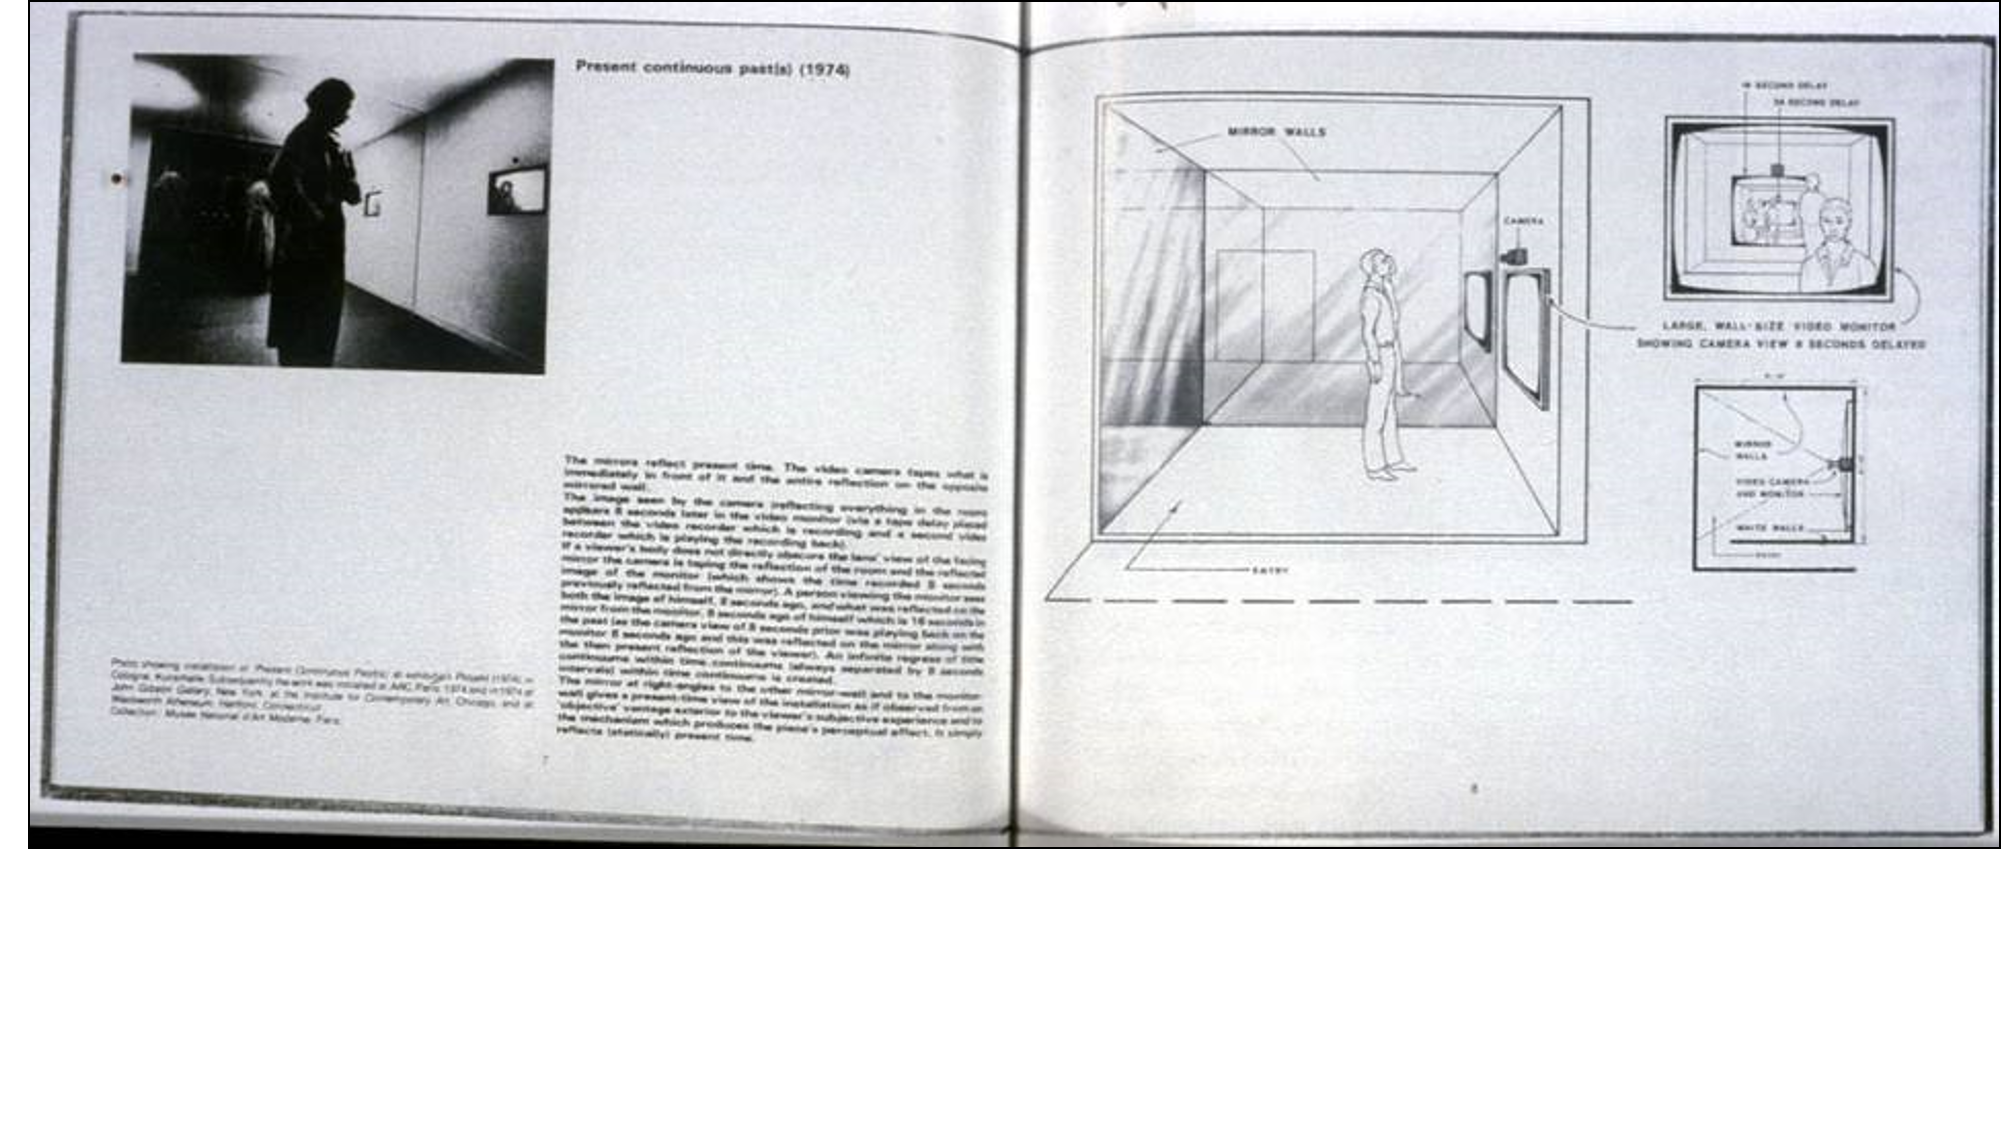 Present continuous past(s) (1974)
The mirrors reflect present time. The video camera tapes what is
immediately in front of it and the entire reflection on the opposite
mirrored wall.
The image seen by the camera (reflecting everything in the room)
appears 8 seconds later in the video monitor (via a tape delay placed
between the video recorder which is recording and a second video
recorder which is playing the recording back).
If a viewer's body does not directly obscure the lens' view of the facing
mirror the camera is taping the reflection of the room and the reflected
image of the monitor (which shows the time recorded 8 seconds
previously reflected from the mirror). A person viewing the monitor sees
both the image of himself, 8 seconds ago, and what was reflected on the
mirror from the monitor, 8 seconds ago of himself which is 16 seconds in
the past (as the camera view of 8 seconds prior was playing back on the
monitor 8 seconds ago and this was reflected on the mirror along with
the then present reflection of the viewer). An infinite regress of time
continuums within time continuums (always separated by 8 seconds
intervals) within time continuums is created.
The mirror at right-angles to the other mirror-wall and to the monitor-
wall gives a present-time view of the installation as if observed from an
'objective' vantage exterior to the viewer's subjective experience and to
the mechanism which produces the piece's perceptual effect. It simply
reflects (statically) present time.
Photo showing installation of 'Present Continuous Past(s)' at exhibition Projekt (1974) in
Cologne, Kunsthalle. Subsequently the work was installed at ARC, Paris 1974 and in 1974 at
John Gibson Gallery, New York, at the Institute for Contemporary Art, Chicago, and at
Wadsworth Atheneum, Hartford, Connecticut.
Collection: Musée National d'Art Moderne, Paris.
7
MIRROR WALLS
CAMERA
ENTRY
SECOND DELAY
SECOND DELAY
LARGE, WALL-SIZE VIDEO MONITOR
SHOWING CAMERA VIEW 8 SECONDS DELAYED
MIRROR
WALLS
VIDEO CAMERA
AND MONITOR
WHITE WALLS
ENTRY
8